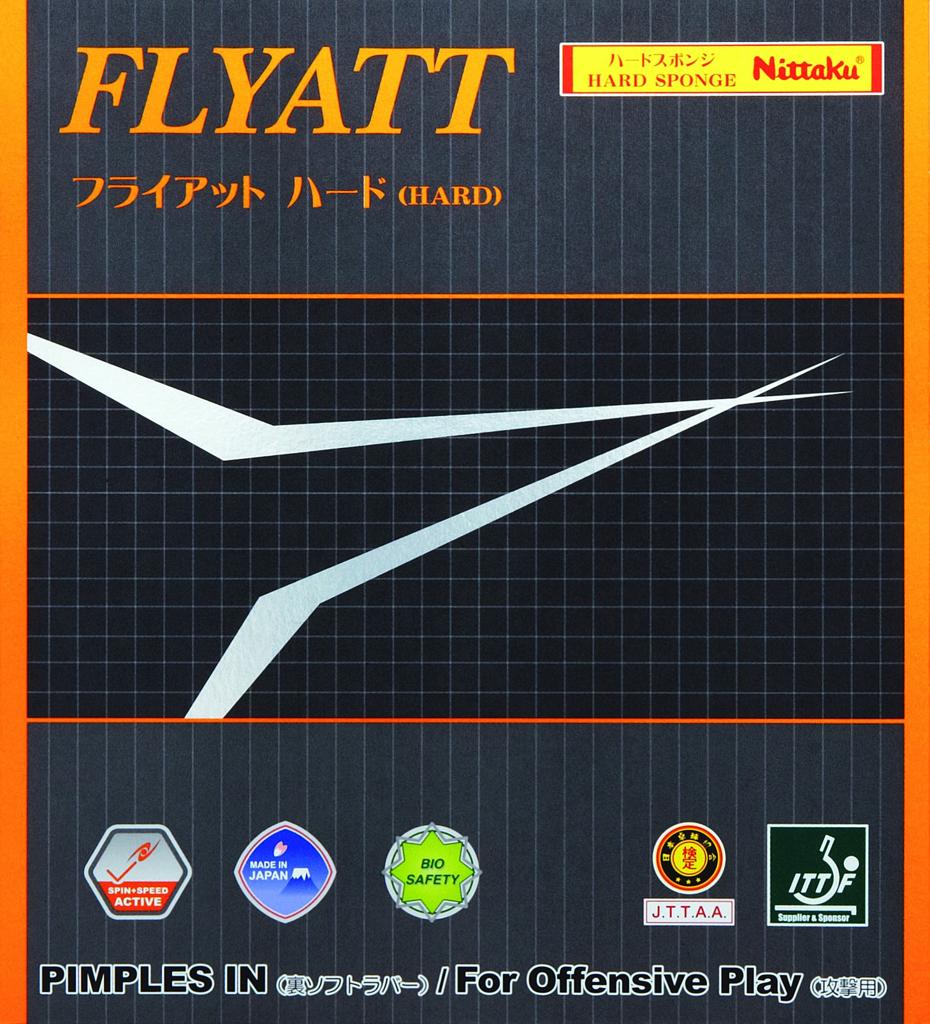 FLYATT
ハードスポンジ
HARD SPONGE
Nittaku®
フライアット ハード (HARD)
SPIN+SPEED
ACTIVE
MADE IN
JAPAN
BIO
SAFETY
検定
J.T.T.A.A.
ITTF
Supplier & Sponsor
PIMPLES IN (裏ソフトラバー) / For Offensive Play (攻撃用)